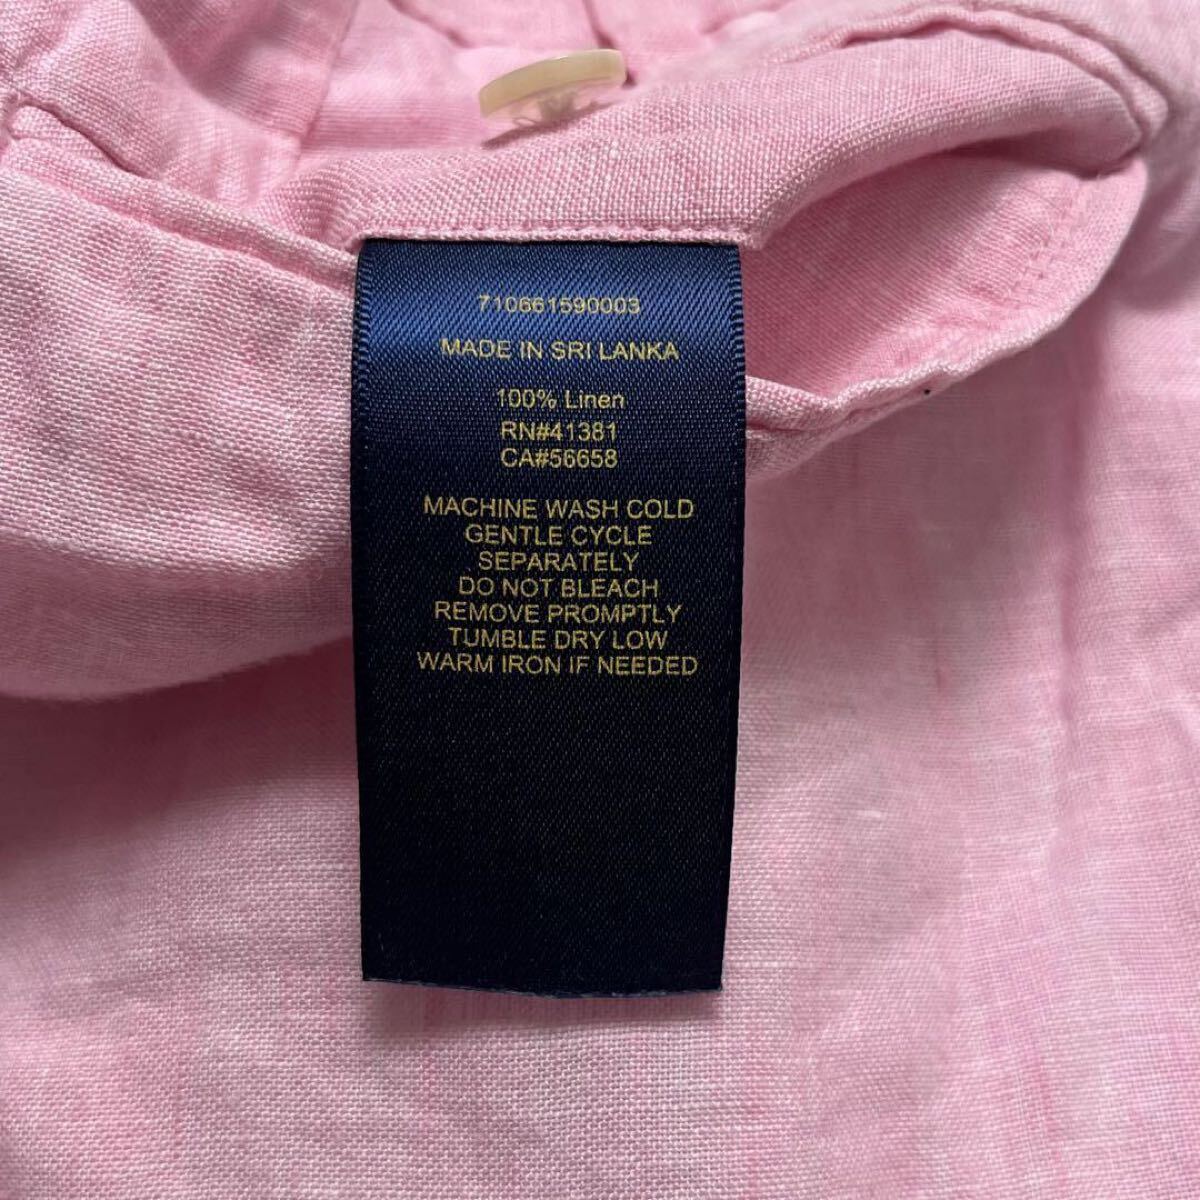 710661590003
MADE IN SRI LANKA
100% Linen
RN#41381
CA#56658
MACHINE WASH COLD
GENTLE CYCLE
SEPARATELY
DO NOT BLEACH
REMOVE PROMPTLY
TUMBLE DRY LOW
WARM IRON IF NEEDED